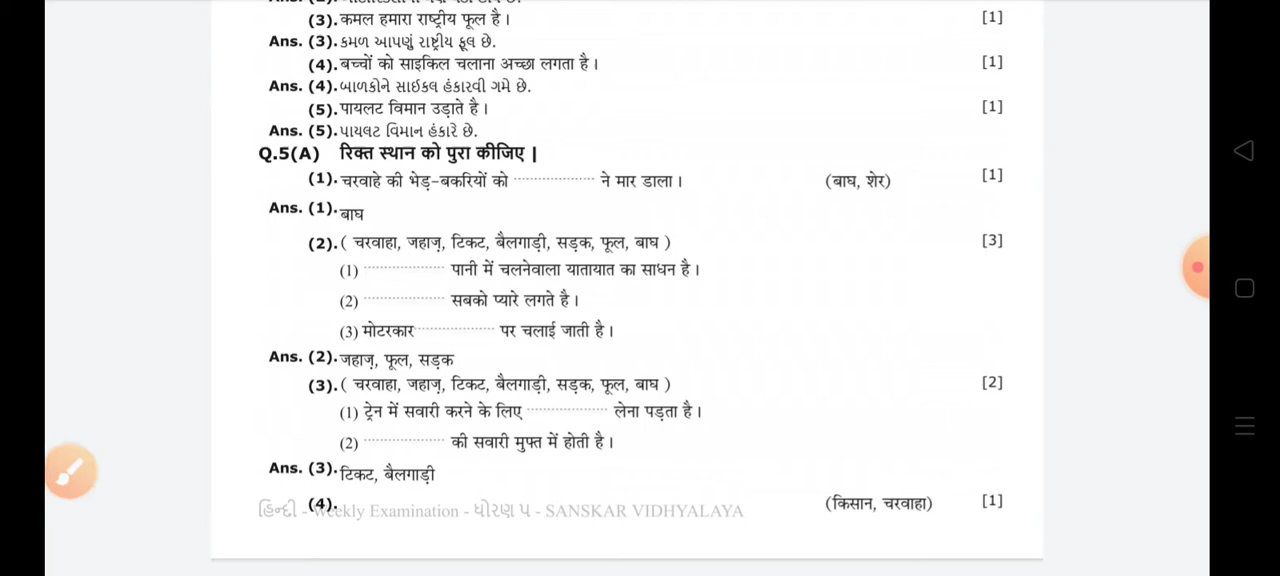 (3). कमल हमारा राष्ट्रीय फूल है। [1]
Ans. (3). કમળ આપણું રાષ્ટ્રીય ફૂલ છે.
(4). बच्चों को साइकिल चलाना अच्छा लगता है। [1]
Ans. (4). બાળકોને સાઈકલ હંકારવી ગમે છે.
(5). पायलट विमान उड़ाते है। [1]
Ans. (5). પાયલટ વિમાન હંકારે છે.
Q.5(A) रिक्त स्थान को पुरा कीजिए |
(1). चरवाहे की भेड़-बकरियों को .................... ने मार डाला। (बाघ, शेर) [1]
Ans. (1). बाघ
(2). ( चरवाहा, जहाज़, टिकट, बैलगाड़ी, सड़क, फूल, बाघ ) [3]
(1) .................... पानी में चलनेवाला यातायात का साधन है।
(2) .................... सबको प्यारे लगते है।
(3) मोटरकार .................... पर चलाई जाती है।
Ans. (2). जहाज़, फूल, सड़क
(3). ( चरवाहा, जहाज़, टिकट, बैलगाड़ी, सड़क, फूल, बाघ ) [2]
(1) ट्रेन में सवारी करने के लिए .................... लेना पड़ता है।
(2) .................... की सवारी मुफ्त में होती है।
Ans. (3). टिकट, बैलगाड़ी
(4). (किसान, चरवाहा) [1]
હિન્દી - Weekly Examination - ધોરણ ૫ - SANSKAR VIDHYALAYA